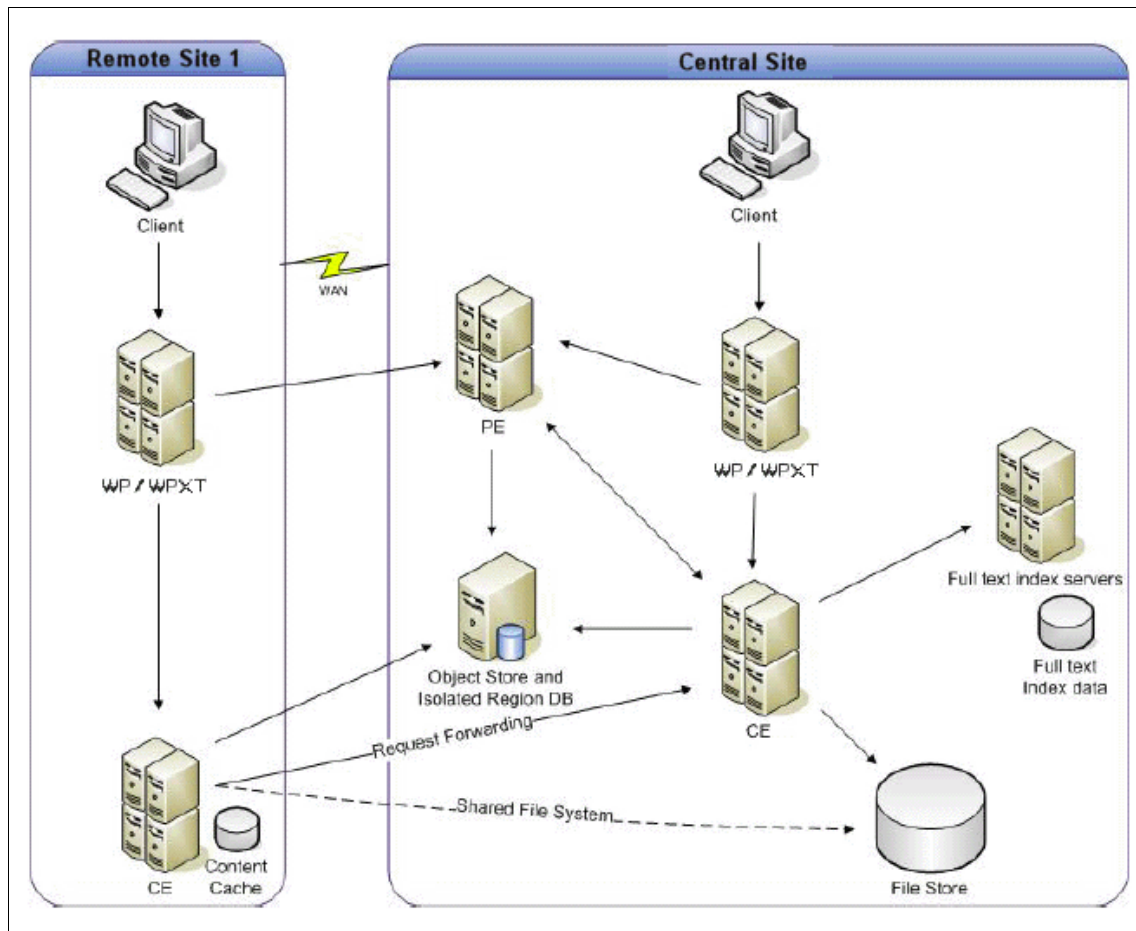 Remote Site 1
Central Site
Client
Client
WAN
PE
WP / WPXT
WP / WPXT
Full text index servers
Object Store and
Isolated Region DB
Full text
Index data
Request Forwarding
CE
Shared File System
Content
Cache
CE
File Store